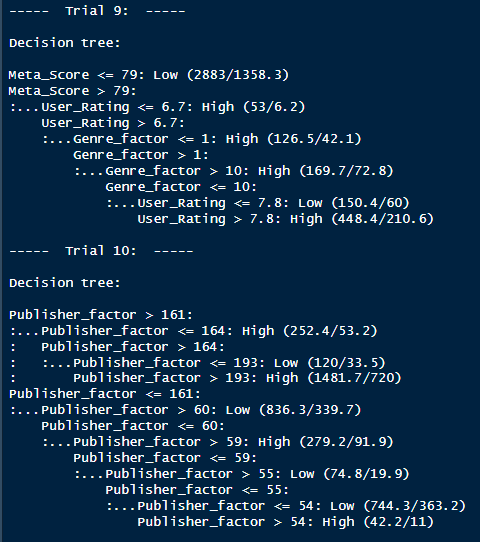 -----  Trial 9:  -----
Decision tree:
Meta_Score <= 79: Low (2883/1358.3)
Meta_Score > 79:
:...User_Rating <= 6.7: High (53/6.2)
    User_Rating > 6.7:
    :...Genre_factor <= 1: High (126.5/42.1)
        Genre_factor > 1:
        :...Genre_factor > 10: High (169.7/72.8)
            Genre_factor <= 10:
            :...User_Rating <= 7.8: Low (150.4/60)
                User_Rating > 7.8: High (448.4/210.6)
-----  Trial 10:  -----
Decision tree:
Publisher_factor > 161:
:...Publisher_factor <= 164: High (252.4/53.2)
:   Publisher_factor > 164:
:   :...Publisher_factor <= 193: Low (120/33.5)
:       Publisher_factor > 193: High (1481.7/720)
Publisher_factor <= 161:
:...Publisher_factor > 60: Low (836.3/339.7)
    Publisher_factor <= 60:
    :...Publisher_factor > 59: High (279.2/91.9)
        Publisher_factor <= 59:
        :...Publisher_factor > 55: Low (74.8/19.9)
            Publisher_factor <= 55:
            :...Publisher_factor <= 54: Low (744.3/363.2)
                Publisher_factor > 54: High (42.2/11)